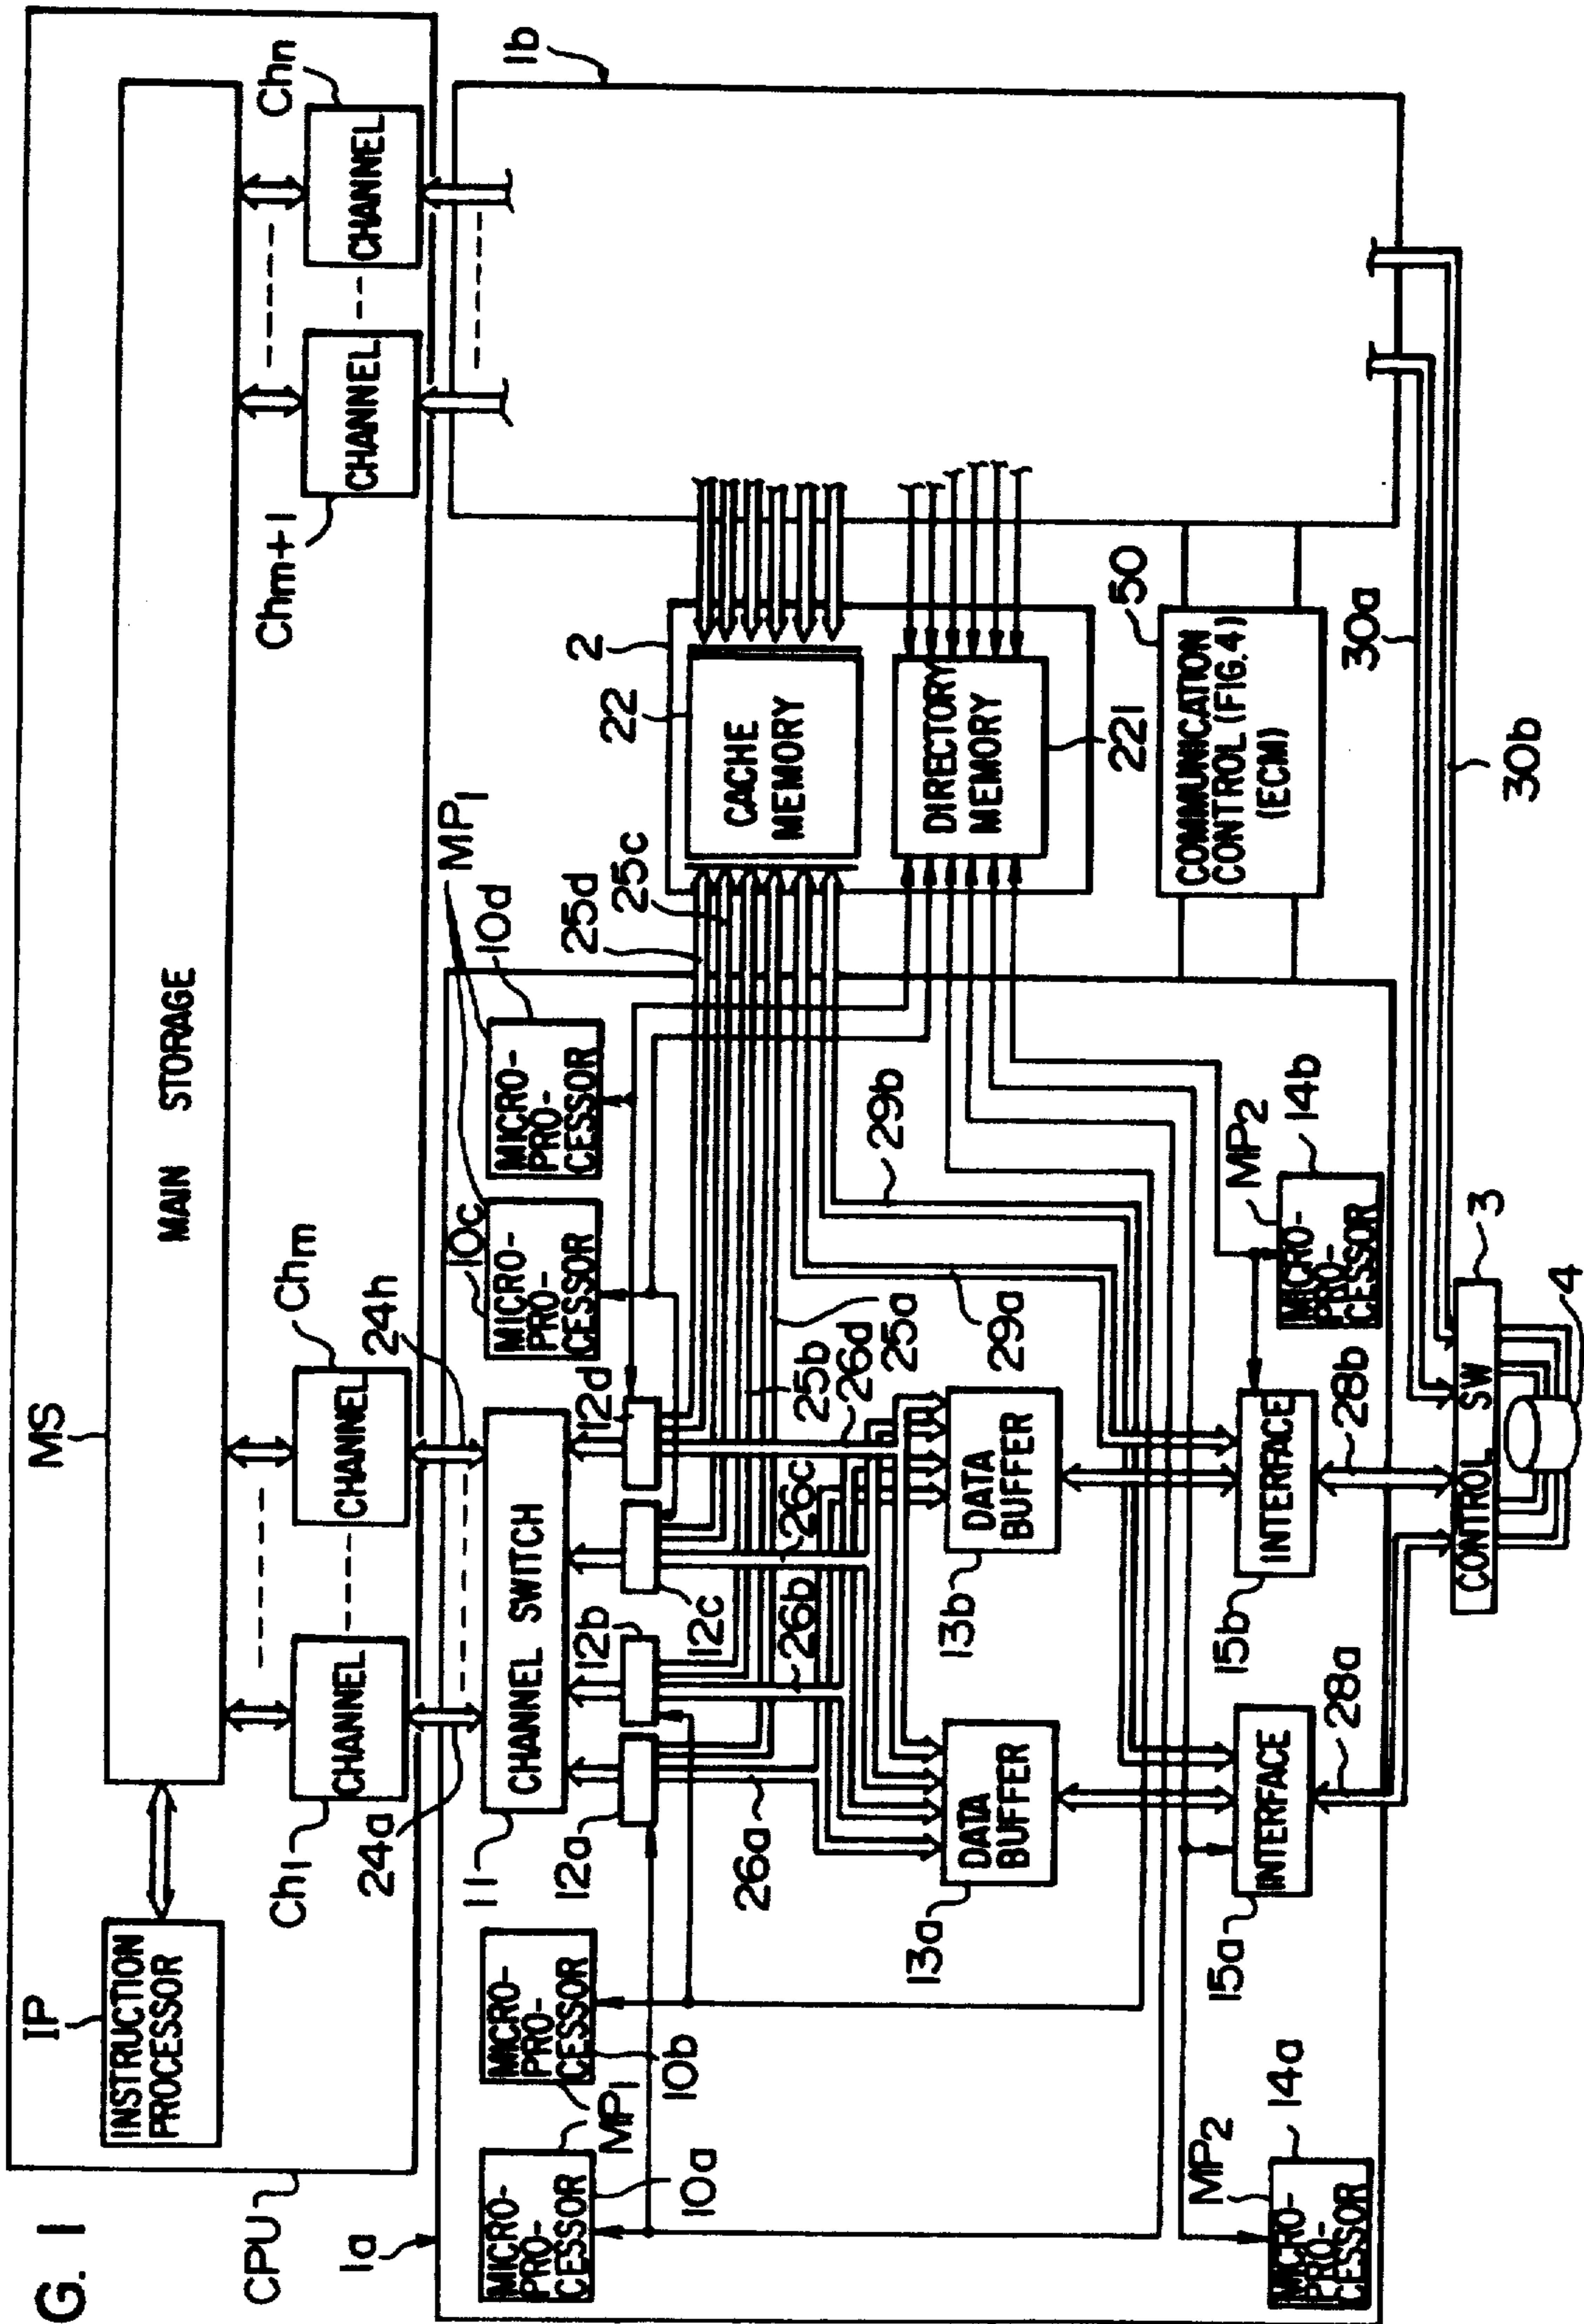 G. 1
CPU
IP
INSTRUCTION
PROCESSOR
MS
MAIN STORAGE
Ch1
CHANNEL
Chm
CHANNEL
Chm+1
CHANNEL
Chn
CHANNEL
24a
24h
1a
1b
MICRO-
PRO-
CESSOR
10a
MP1
MICRO-
PRO-
CESSOR
10b
11
CHANNEL SWITCH
12a
12b
12c
12d
10c
MICRO-
PRO-
CESSOR
MP1
10d
MICRO-
PRO-
CESSOR
25d
25c
25b
25a
26a
26b
26c
26d
2
22
CACHE
MEMORY
DIRECTORY
MEMORY
221
50
COMMUNICATION
CONTROL (FIG.4)
(ECM)
13a
DATA
BUFFER
13b
DATA
BUFFER
29a
29b
MP2
14a
MICRO-
PRO-
CESSOR
15a
INTERFACE
28a
15b
INTERFACE
28b
MP2
14b
MICRO-
PRO-
CESSOR
30a
30b
CONTROL SW
3
4